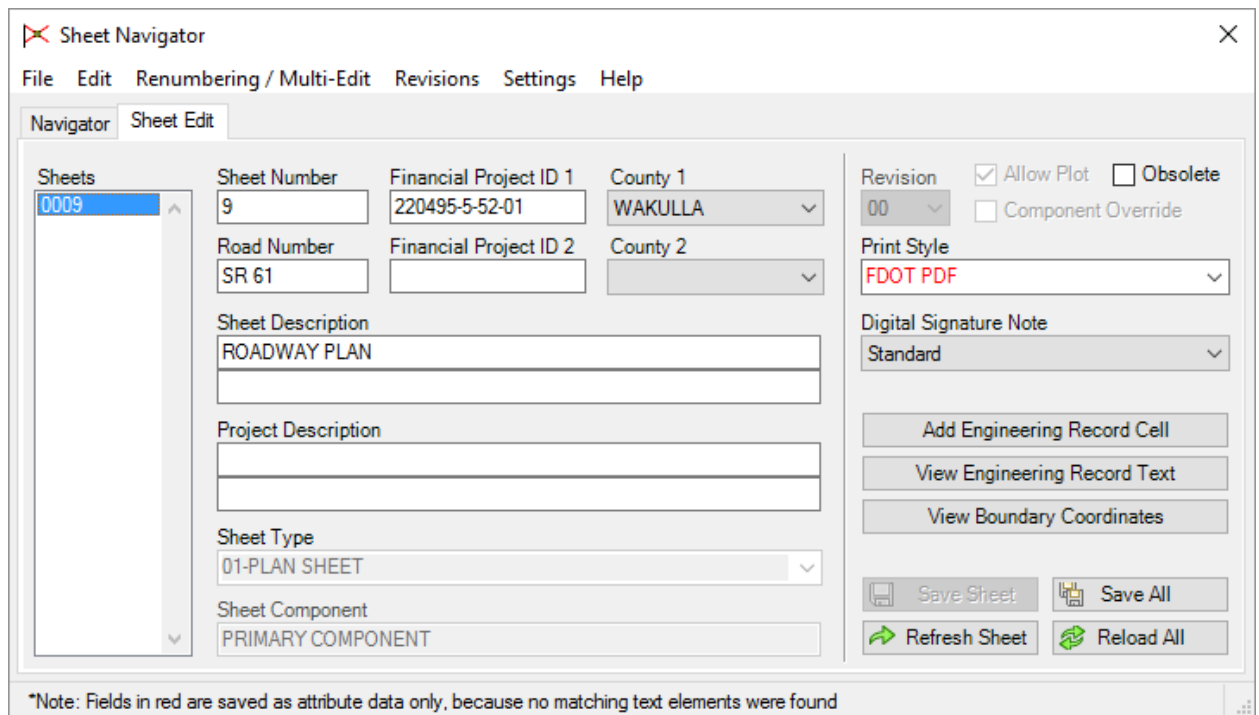 Sheet Navigator
File Edit Renumbering / Multi-Edit Revisions Settings Help
Navigator Sheet Edit
Sheets
0009
Sheet Number Financial Project ID 1 County 1
9 220495-5-52-01 WAKULLA
Road Number Financial Project ID 2 County 2
SR 61
Sheet Description
ROADWAY PLAN
Project Description
Sheet Type
01-PLAN SHEET
Sheet Component
PRIMARY COMPONENT
Revision Allow Plot Obsolete
00 Component Override
Print Style
FDOT PDF
Digital Signature Note
Standard
Add Engineering Record Cell
View Engineering Record Text
View Boundary Coordinates
Save Sheet Save All
Refresh Sheet Reload All
*Note: Fields in red are saved as attribute data only, because no matching text elements were found